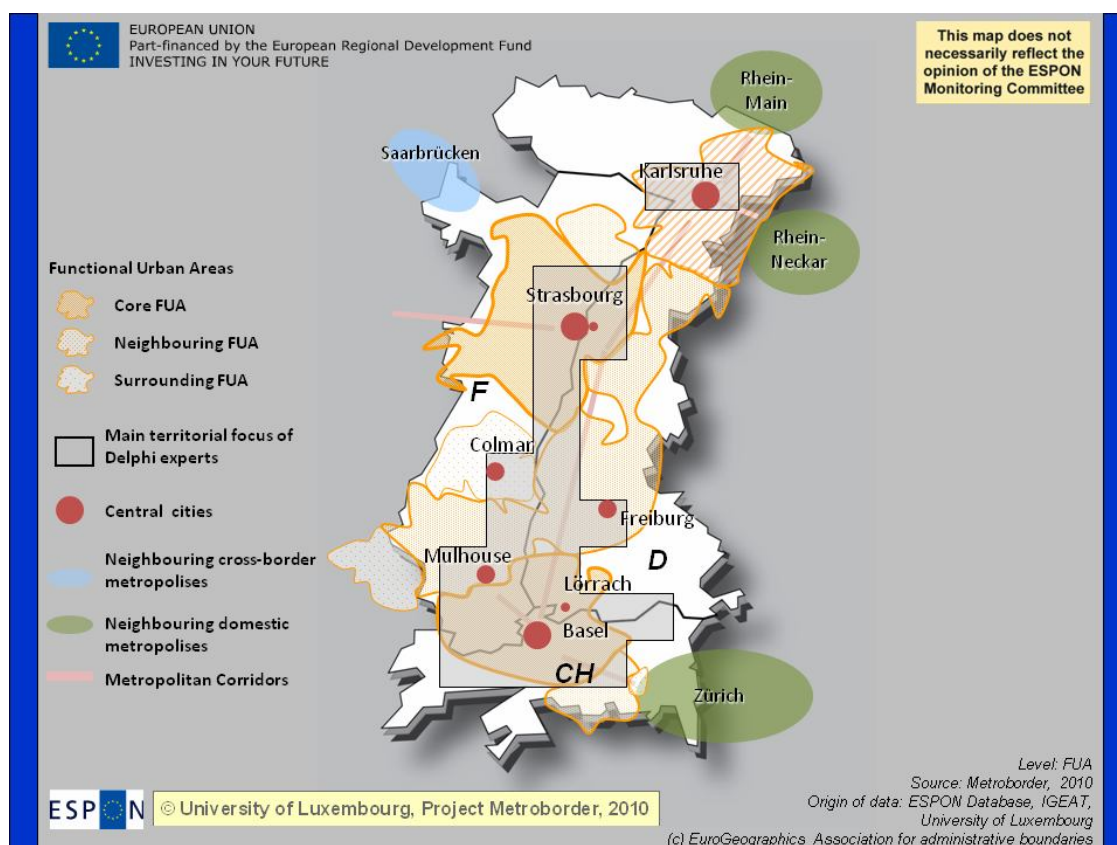 EUROPEAN UNION
Part-financed by the European Regional Development Fund
INVESTING IN YOUR FUTURE
This map does not
necessarily reflect the
opinion of the ESPON
Monitoring Committee
Rhein-
Main
Saarbrücken
Karlsruhe
Rhein-
Neckar
Functional Urban Areas
Core FUA
Neighbouring FUA
Surrounding FUA
Main territorial focus of
Delphi experts
Central cities
Neighbouring cross-border
metropolises
Neighbouring domestic
metropolises
Metropolitan Corridors
Strasbourg
F
Colmar
Freiburg
Mulhouse
D
Lörrach
Basel
CH
Zürich
Level: FUA
Source: Metroborder, 2010
Origin of data: ESPON Database, IGEAT,
University of Luxembourg
(c) EuroGeographics Association for administrative boundaries
ESPON
© University of Luxembourg, Project Metroborder, 2010